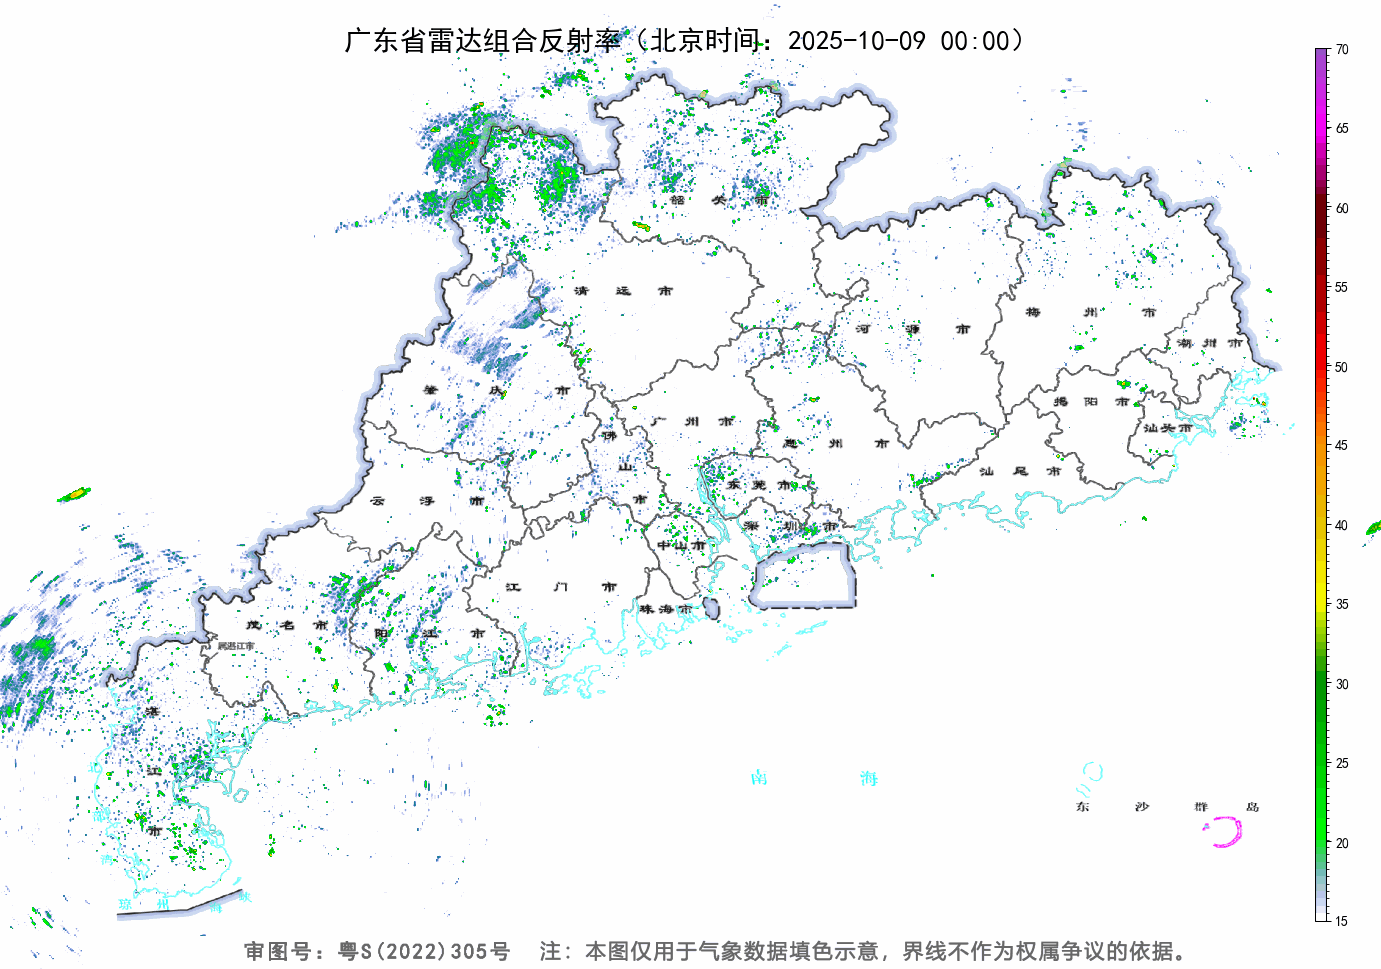 广东省雷达组合反射率（北京时间：2025-10-09 00:00）
70
65
60
55
50
45
40
35
30
25
20
15
韶 关 市
清 远 市
河 源 市
梅 州 市
潮 州 市
肇 庆 市
广 州 市
惠 州 市
揭 阳 市
汕头市
佛 山 市
东 莞 市
汕 尾 市
云 浮 市
深 圳 市
中山市
江 门 市
珠海市
茂 名 市
阳 江 市
属湛江市
湛 江 市
南 海
东 沙 群 岛
北 部 湾
琼 州 海 峡
审图号：粤S(2022)305号 注：本图仅用于气象数据填色示意，界线不作为权属争议的依据。